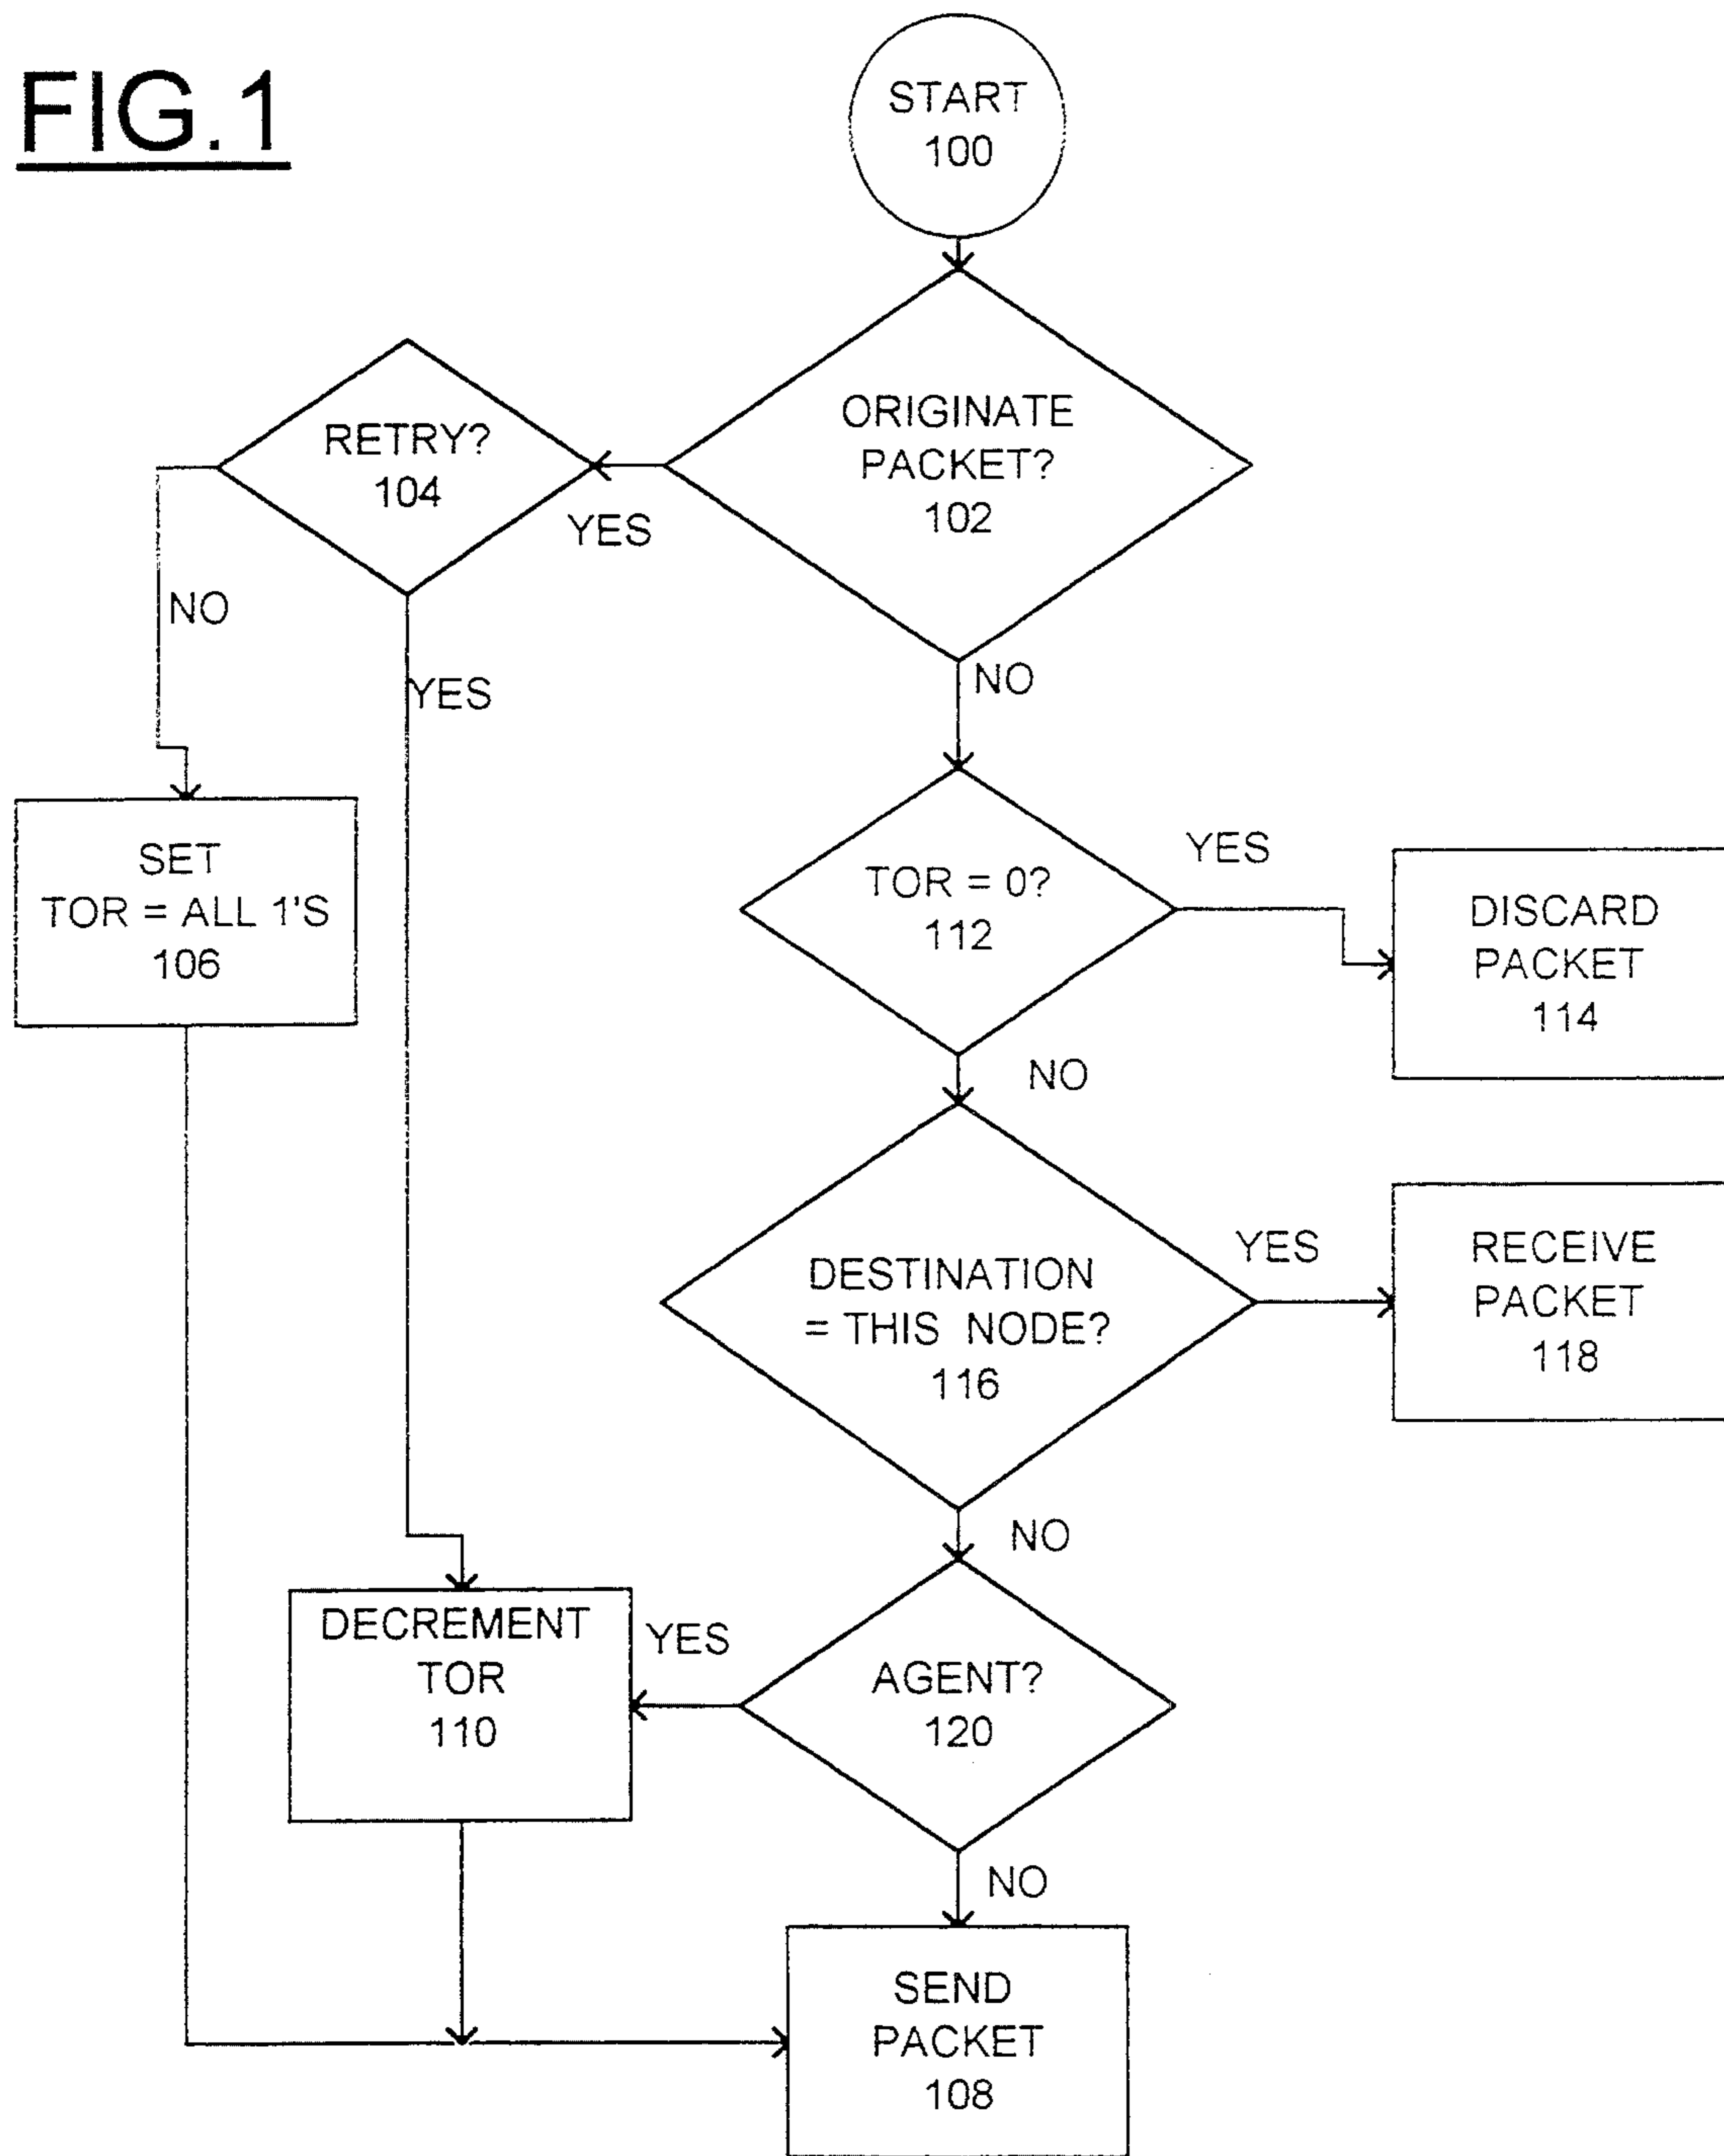 FIG.1
START
100
ORIGINATE
PACKET?
102
RETRY?
104
YES
NO
YES
NO
SET
TOR = ALL 1'S
106
TOR = 0?
112
YES
DISCARD
PACKET
114
NO
DESTINATION
= THIS NODE?
116
YES
RECEIVE
PACKET
118
NO
DECREMENT
TOR
110
YES
AGENT?
120
NO
SEND
PACKET
108